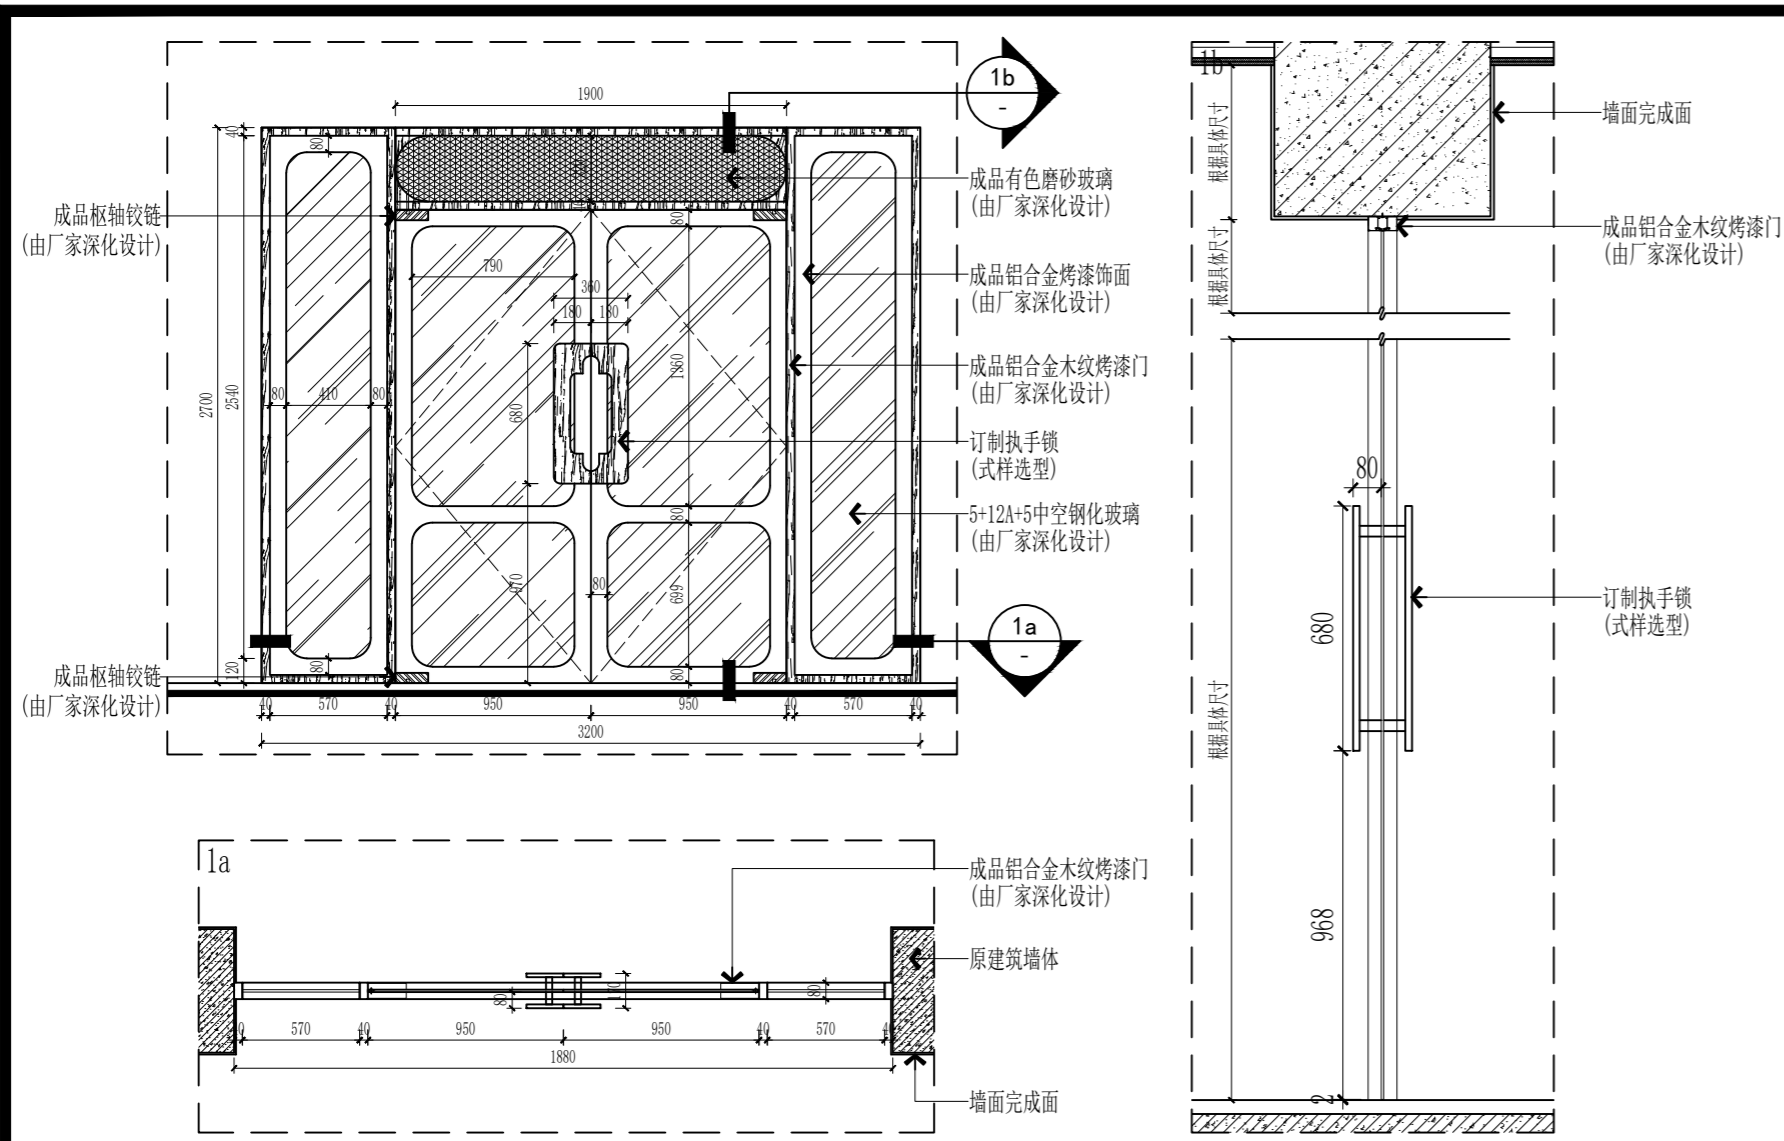 1900
1b
-
40
80
成品有色磨砂玻璃
(由厂家深化设计)
成品枢轴铰链
(由厂家深化设计)
80
790
360
180
180
成品铝合金烤漆饰面
(由厂家深化设计)
成品铝合金木纹烤漆门
(由厂家深化设计)
2700
2540
80
410
80
680
1360
订制执手锁
(式样选型)
5+12A+5中空钢化玻璃
(由厂家深化设计)
80
970
80
699
1a
-
成品枢轴铰链
(由厂家深化设计)
120
80
80
40
570
40
950
950
40
570
40
3200
1a
成品铝合金木纹烤漆门
(由厂家深化设计)
原建筑墙体
80
80
570
40
950
950
40
570
1880
墙面完成面
1b
根据具体尺寸
墙面完成面
根据具体尺寸
成品铝合金木纹烤漆门
(由厂家深化设计)
80
680
订制执手锁
(式样选型)
根据具体尺寸
968
2